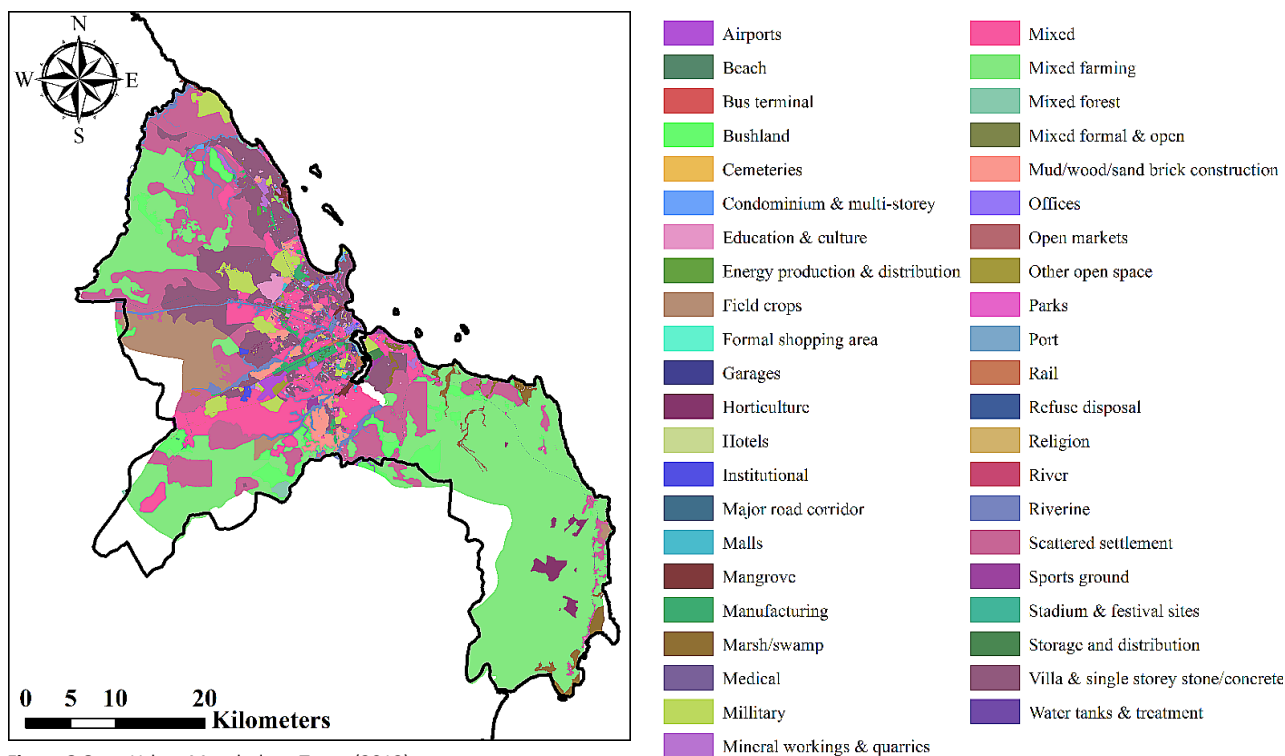 N
W E
S
0 5 10 20
Kilometers
Airports
Beach
Bus terminal
Bushland
Cemeteries
Condominium & multi-storey
Education & culture
Energy production & distribution
Field crops
Formal shopping area
Garages
Horticulture
Hotels
Institutional
Major road corridor
Malls
Mangrove
Manufacturing
Marsh/swamp
Medical
Millitary
Mineral workings & quarries
Mixed
Mixed farming
Mixed forest
Mixed formal & open
Mud/wood/sand brick construction
Offices
Open markets
Other open space
Parks
Port
Rail
Refuse disposal
Religion
River
Riverine
Scattered settlement
Sports ground
Stadium & festival sites
Storage and distribution
Villa & single storey stone/concrete
Water tanks & treatment